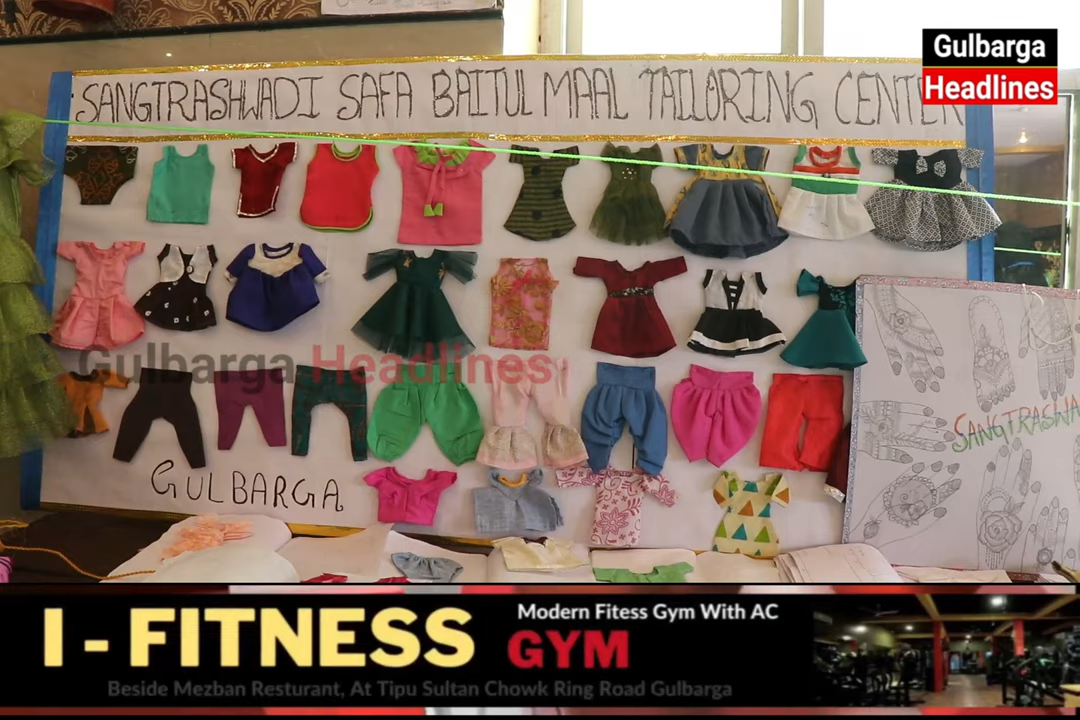 Gulbarga
Headlines
SANGTRASHWADI SAFA BAITUL MAAL TAILORING CENTER
Gulbarga Headlines
SANGTRASWA
GULBARGA
I - FITNESS
Modern Fitess Gym With AC
GYM
Beside Mezban Resturant, At Tipu Sultan Chowk Ring Road Gulbarga